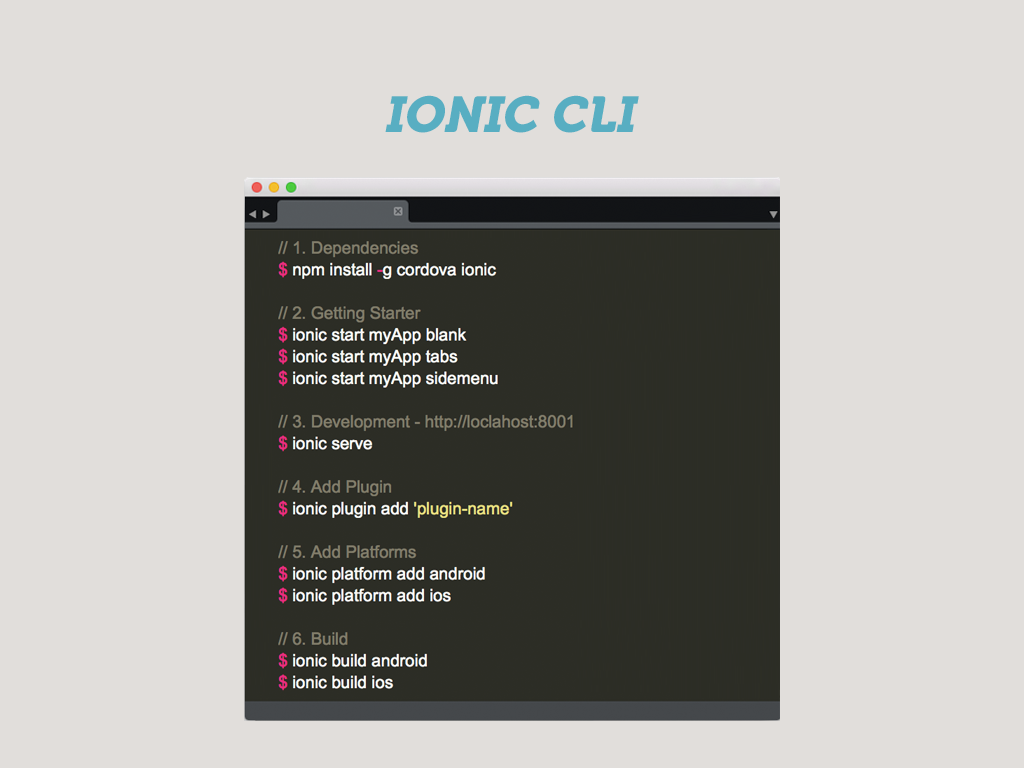 IONIC CLI
// 1. Dependencies
$ npm install -g cordova ionic
// 2. Getting Starter
$ ionic start myApp blank
$ ionic start myApp tabs
$ ionic start myApp sidemenu
// 3. Development - http://loclahost:8001
$ ionic serve
// 4. Add Plugin
$ ionic plugin add 'plugin-name'
// 5. Add Platforms
$ ionic platform add android
$ ionic platform add ios
// 6. Build
$ ionic build android
$ ionic build ios